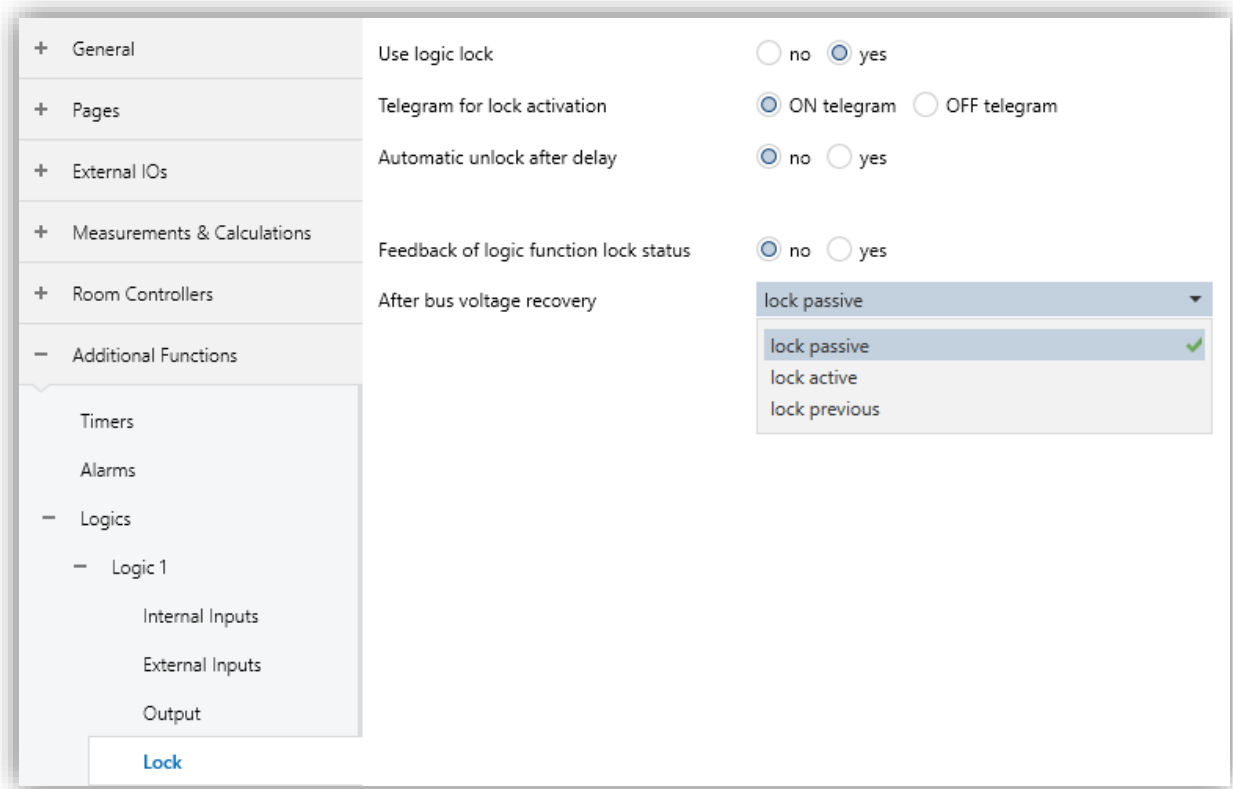 + General
+ Pages
+ External IOs
+ Measurements & Calculations
+ Room Controllers
− Additional Functions
Timers
Alarms
− Logics
− Logic 1
Internal Inputs
External Inputs
Output
Lock
Use logic lock no yes
Telegram for lock activation ON telegram OFF telegram
Automatic unlock after delay no yes
Feedback of logic function lock status no yes
After bus voltage recovery lock passive
lock passive
lock active
lock previous